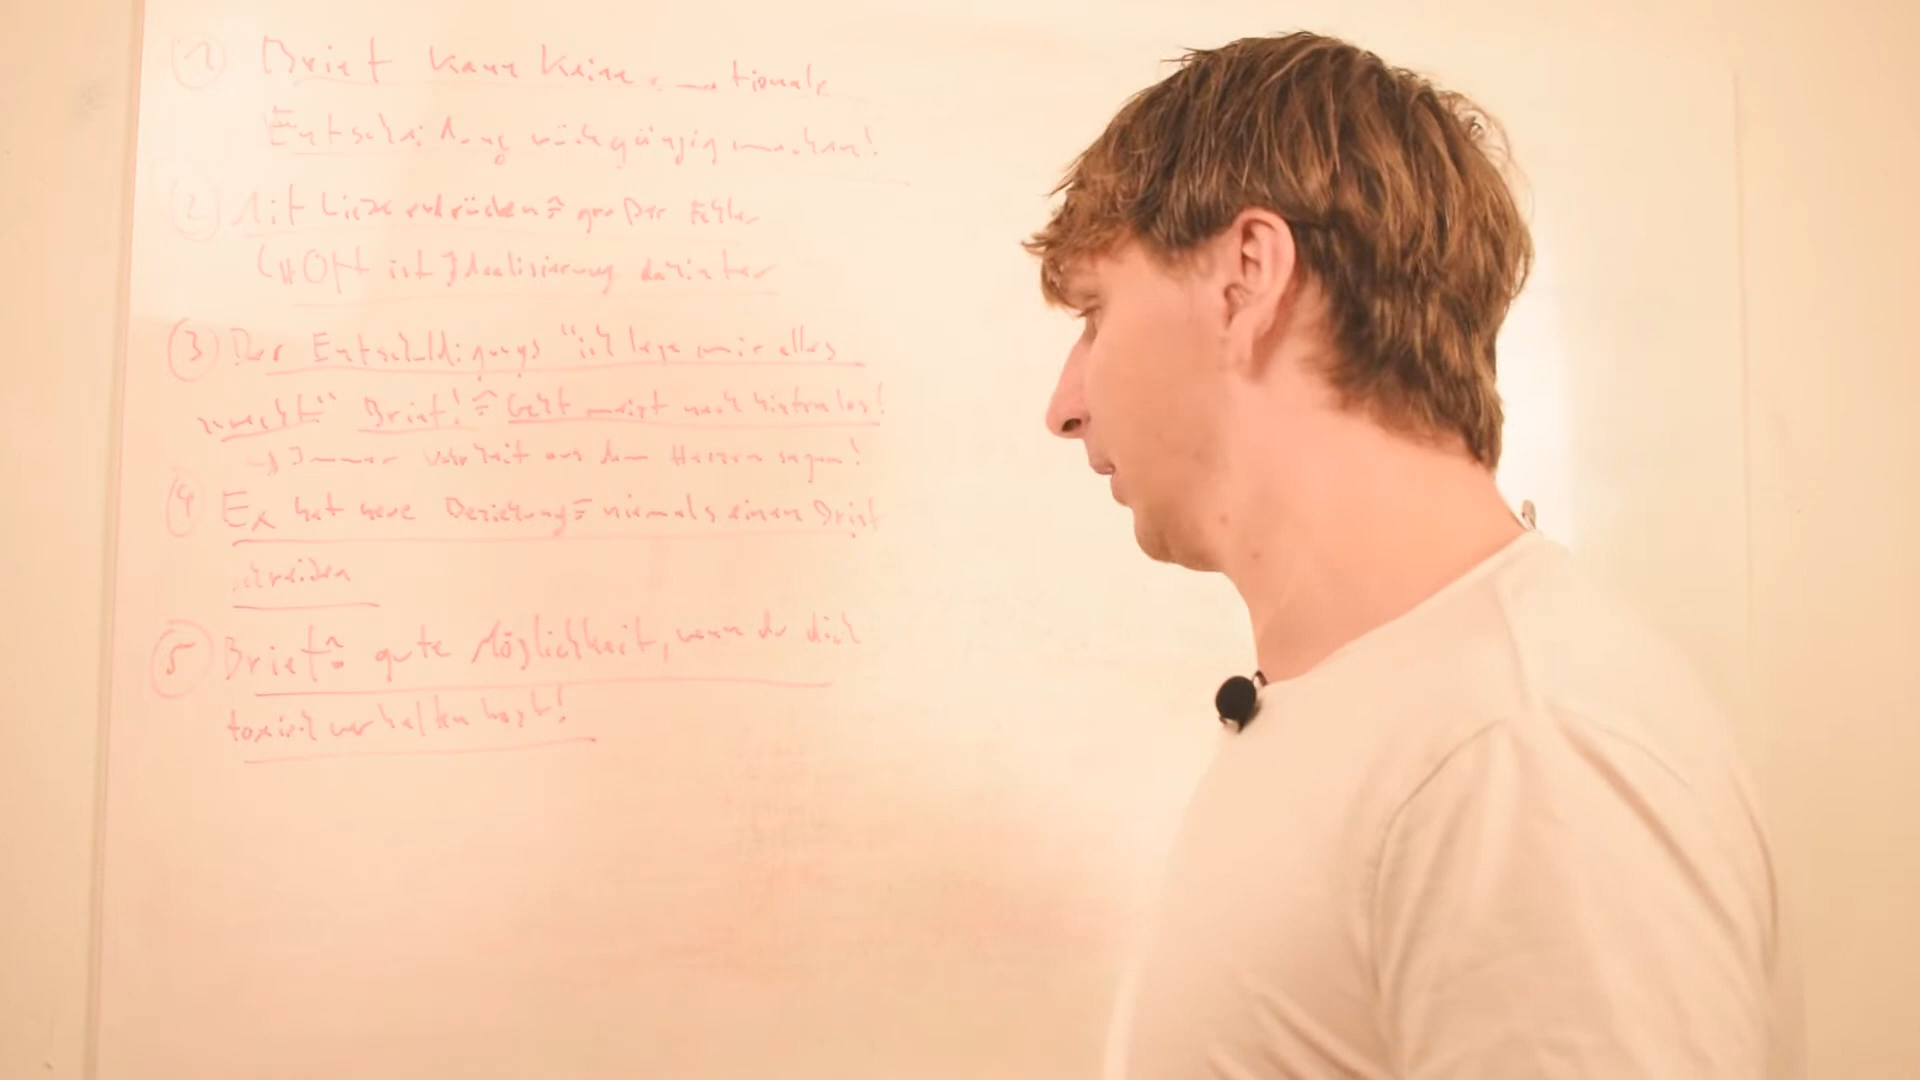 ① Brief kann keine emotionale
Entscheidung rückgängig machen!
② Mit Liebe erdrücken ≙ großer Fehler
↳ Oft ist Idealisierung dahinter
③ Der Entschuldigungs "ich lege mir alles
zurecht" Brief! ≙ Geht meist nach hinten los!
→ Immer Wahrheit aus dem Herzen sagen!
④ Ex hat neue Beziehung = niemals einen Brief
schreiben
⑤ Brief ≙ gute Möglichkeit, wenn du dich
toxisch verhalten hast!